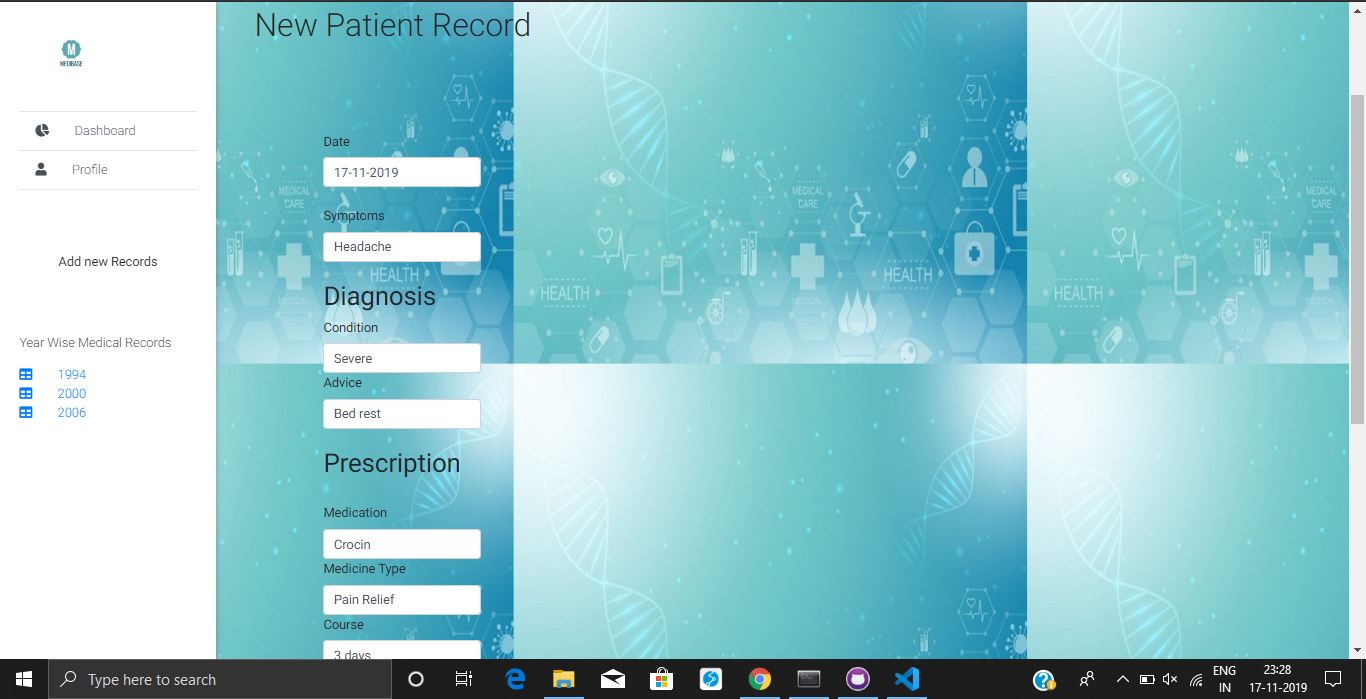 New Patient Record
M
MEDIBASE
Dashboard
Profile
Add new Records
Year Wise Medical Records
1994
2000
2006
Date
17-11-2019
Symptoms
Headache
Diagnosis
Condition
Severe
Advice
Bed rest
Prescription
Medication
Crocin
Medicine Type
Pain Relief
Course
3 days
MEDICAL
CARE
HEALTH
MEDICAL
HEALTH
MEDICAL
CARE
HEALTH
MEDICAL
HEALTH
MEDICAL
CARE
MEDICAL
Type here to search
ENG
IN
23:28
17-11-2019